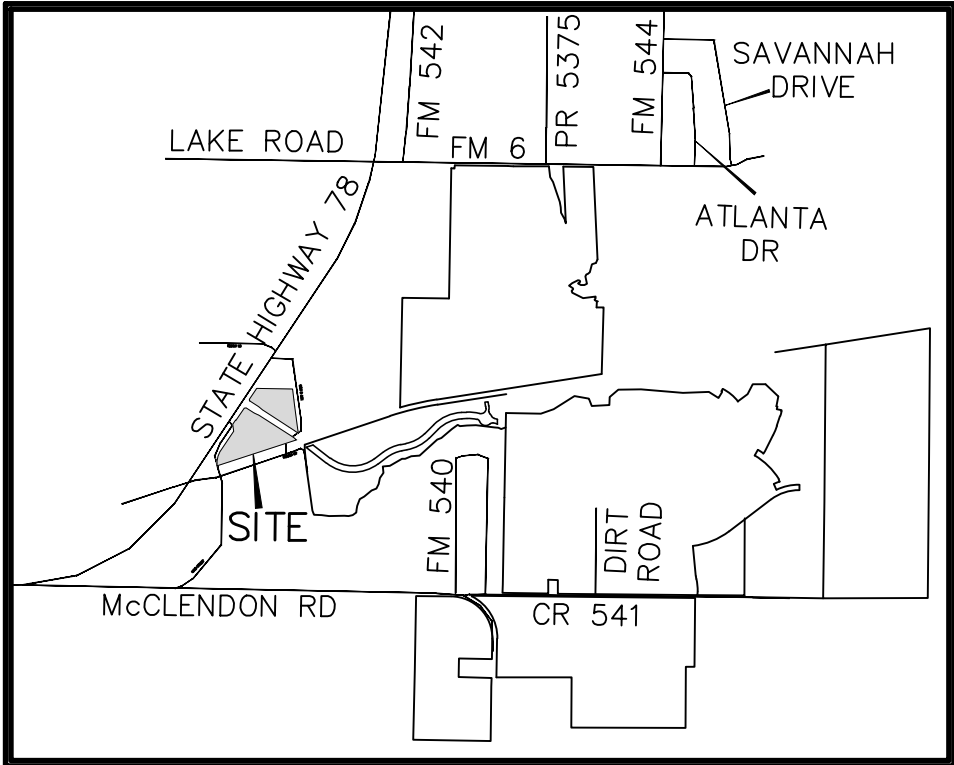 FM 542
PR 5375
FM 544
SAVANNAH
DRIVE
LAKE ROAD
FM 6
ATLANTA
DR
STATE HIGHWAY 78
SITE
FM 540
DIRT
ROAD
McCLENDON RD
CR 541